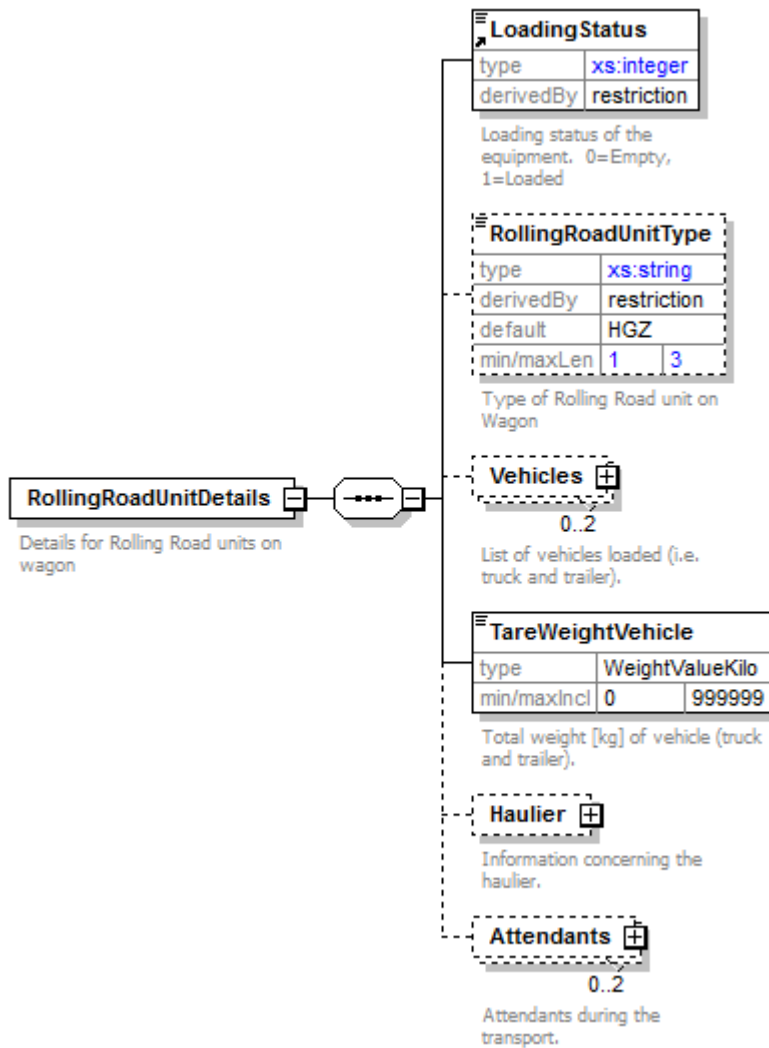 LoadingStatus
type xs:integer
derivedBy restriction
Loading status of the
equipment. 0=Empty,
1=Loaded
RollingRoadUnitType
type xs:string
derivedBy restriction
default HGZ
min/maxLen 1 3
Type of Rolling Road unit on
Wagon
Vehicles
0..2
List of vehicles loaded (i.e.
truck and trailer).
RollingRoadUnitDetails
Details for Rolling Road units on
wagon
TareWeightVehicle
type WeightValueKilo
min/maxIncl 0 999999
Total weight [kg] of vehicle (truck
and trailer).
Haulier
Information concerning the
haulier.
Attendants
0..2
Attendants during the
transport.